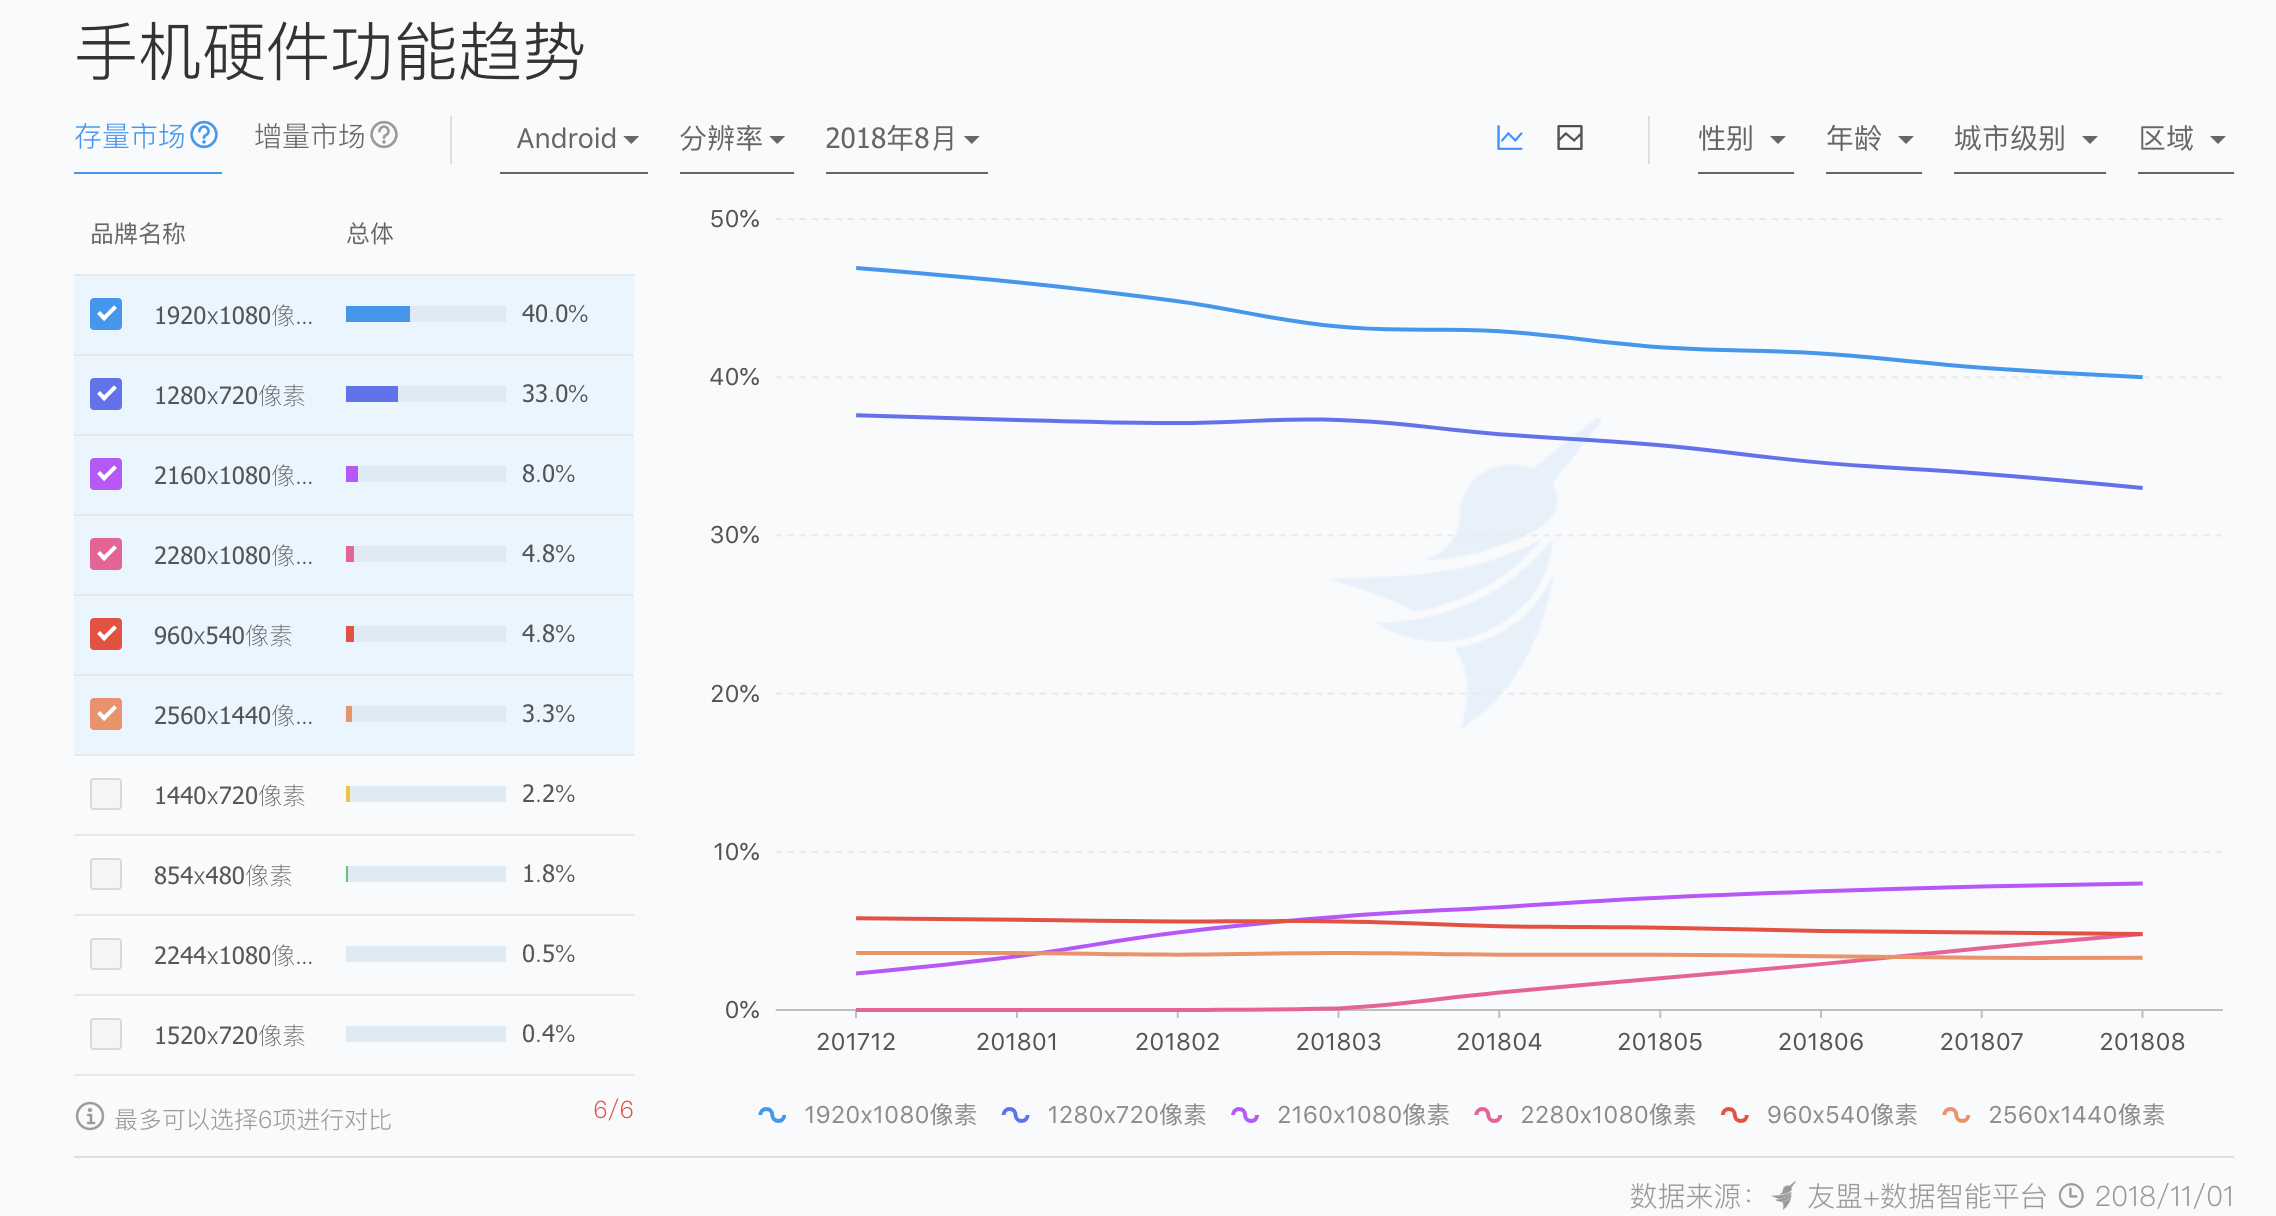 手机硬件功能趋势
存量市场 增量市场 Android 分辨率 2018年8月 性别 年龄 城市级别 区域
品牌名称 总体
1920x1080像... 40.0%
1280x720像素 33.0%
2160x1080像... 8.0%
2280x1080像... 4.8%
960x540像素 4.8%
2560x1440像... 3.3%
1440x720像素 2.2%
854x480像素 1.8%
2244x1080像... 0.5%
1520x720像素 0.4%
最多可以选择6项进行对比 6/6
50%
40%
30%
20%
10%
0%
201712 201801 201802 201803 201804 201805 201806 201807 201808
1920x1080像素 1280x720像素 2160x1080像素 2280x1080像素 960x540像素 2560x1440像素
数据来源: 友盟+数据智能平台 2018/11/01